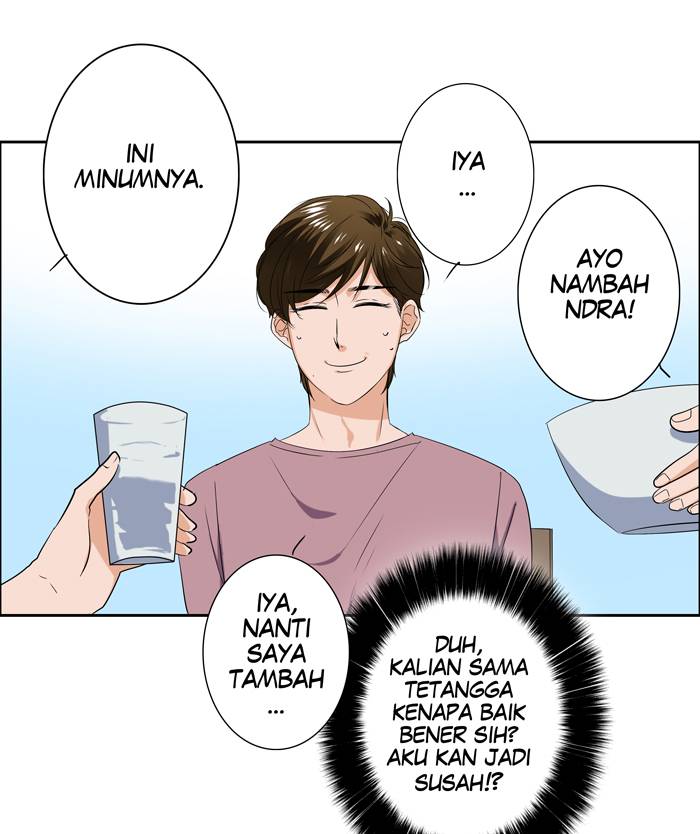 INI
MINUMNYA.
IYA
...
AYO
NAMBAH
NDRA!
IYA,
NANTI
SAYA
TAMBAH
...
DUH,
KALIAN SAMA
TETANGGA
KENAPA BAIK
BENER SIH?
AKU KAN JADI
SUSAH!?